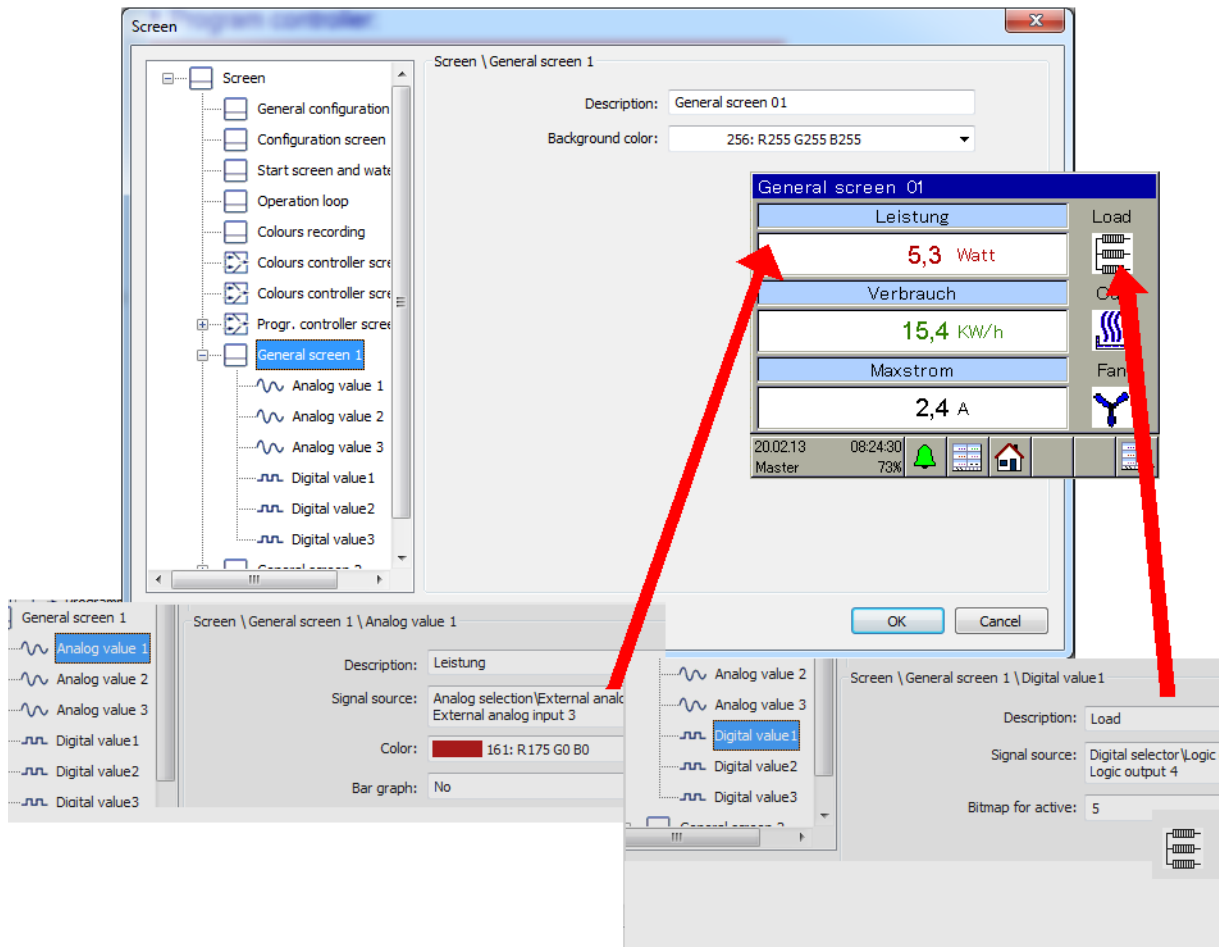 Program controller:
Screen
Screen
General configuration
Configuration screen
Start screen and wate
Operation loop
Colours recording
Colours controller scre
Colours controller scre
Progr. controller scree
General screen 1
Analog value 1
Analog value 2
Analog value 3
Digital value1
Digital value2
Digital value3
General screen 2
Screen \ General screen 1
Description: General screen 01
Background color: 256: R255 G255 B255
General screen 01
Leistung Load
5,3 Watt
Verbrauch
15,4 KW/h
Maxstrom Fan
2,4 A
20.02.13 08:24:30
Master 73%
OK Cancel
General screen 1
Analog value 1
Analog value 2
Analog value 3
Digital value1
Digital value2
Digital value3
Screen \ General screen 1 \ Analog value 1
Description: Leistung
Signal source: Analog selection\External analo
External analog input 3
Color: 161: R175 G0 B0
Bar graph: No
Analog value 2
Analog value 3
Digital value1
Digital value2
Digital value3
General screen 2
Screen \ General screen 1 \ Digital value1
Description: Load
Signal source: Digital selector\Logic
Logic output 4
Bitmap for active: 5